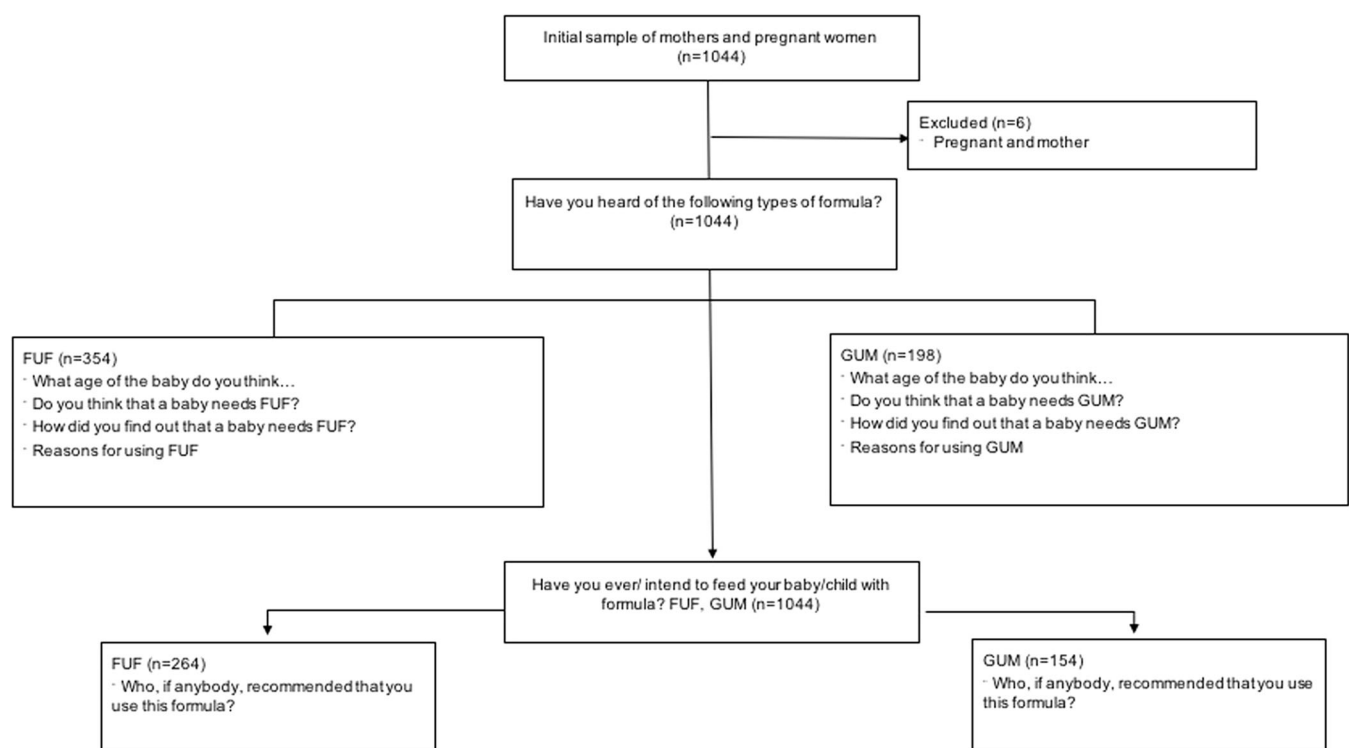 Initial sample of mothers and pregnant women
(n=1044)
Excluded (n=6)
- Pregnant and mother
Have you heard of the following types of formula?
(n=1044)
FUF (n=354)
- What age of the baby do you think…
- Do you think that a baby needs FUF?
- How did you find out that a baby needs FUF?
- Reasons for using FUF
GUM (n=198)
- What age of the baby do you think…
- Do you think that a baby needs GUM?
- How did you find out that a baby needs GUM?
- Reasons for using GUM
Have you ever/ intend to feed your baby/child with
formula? FUF, GUM (n=1044)
FUF (n=264)
- Who, if anybody, recommended that you
use this formula?
GUM (n=154)
- Who, if anybody, recommended that you use
this formula?